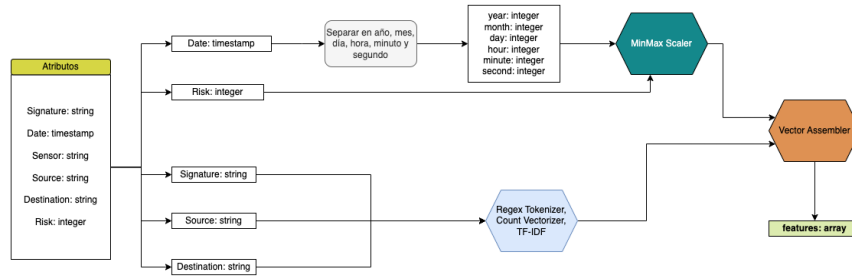 Atributos
Signature: string
Date: timestamp
Sensor: string
Source: string
Destination: string
Risk: integer
Date: timestamp
Separar en año, mes,
día, hora, minuto y
segundo
year: integer
month: integer
day: integer
hour: integer
minute: integer
second: integer
MinMax Scaler
Risk: integer
Signature: string
Source: string
Destination: string
Regex Tokenizer,
Count Vectorizer,
TF-IDF
Vector Assembler
features: array